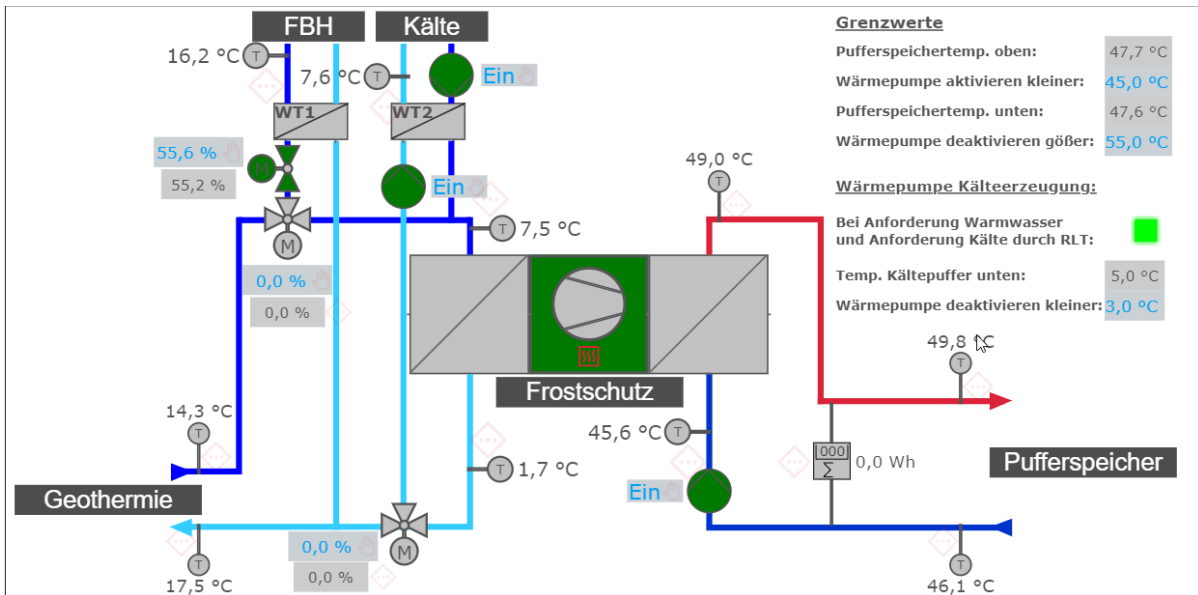 FBH
Kälte
16,2 °C
T
7,6 °C
T
Ein
WT1
WT2
55,6 %
M
55,2 %
Ein
M
T
7,5 °C
0,0 %
0,0 %
14,3 °C
T
Geothermie
T
17,5 °C
T
1,7 °C
0,0 %
M
0,0 %
Frostschutz
49,0 °C
T
45,6 °C
T
Ein
000
Σ
0,0 Wh
49,8 °C
T
Pufferspeicher
T
46,1 °C
Grenzwerte
Pufferspeichertemp. oben: 47,7 °C
Wärmepumpe aktivieren kleiner: 45,0 °C
Pufferspeichertemp. unten: 47,6 °C
Wärmepumpe deaktivieren gößer: 55,0 °C
Wärmepumpe Kälteerzeugung:
Bei Anforderung Warmwasser
und Anforderung Kälte durch RLT:
Temp. Kältepuffer unten: 5,0 °C
Wärmepumpe deaktivieren kleiner: 3,0 °C